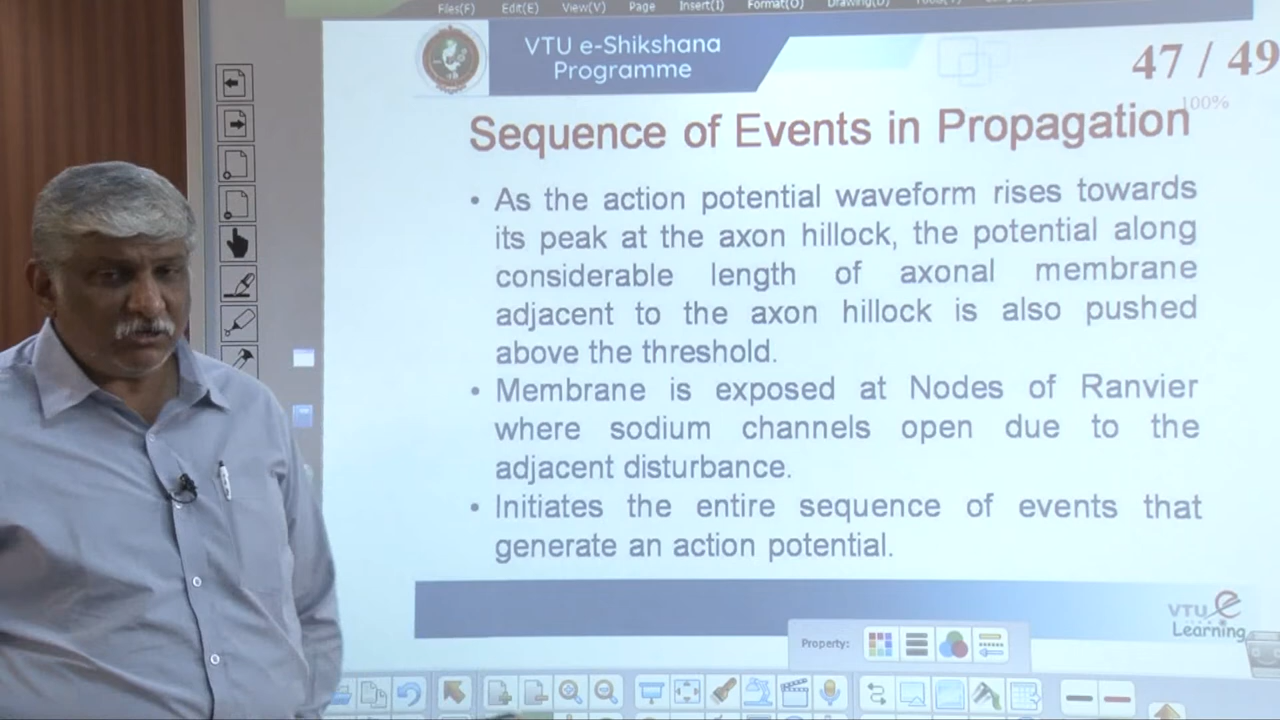 Files(F) Edit(E) View(V) Page Insert(I) Format(O) Drawing(D)
VTU e-Shikshana
Programme
47 / 49
100%
Sequence of Events in Propagation
• As the action potential waveform rises towards
its peak at the axon hillock, the potential along
considerable length of axonal membrane
adjacent to the axon hillock is also pushed
above the threshold.
• Membrane is exposed at Nodes of Ranvier
where sodium channels open due to the
adjacent disturbance.
• Initiates the entire sequence of events that
generate an action potential.
VTU e
Learning
Property: